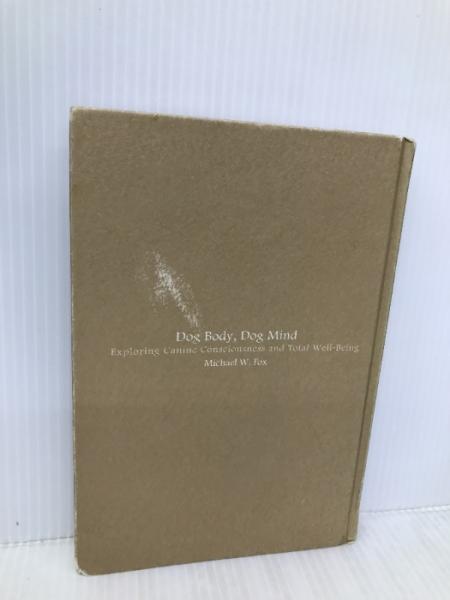 Dog Body, Dog Mind
Exploring Canine Consciousness and Total Well-Being
Michael W. Fox